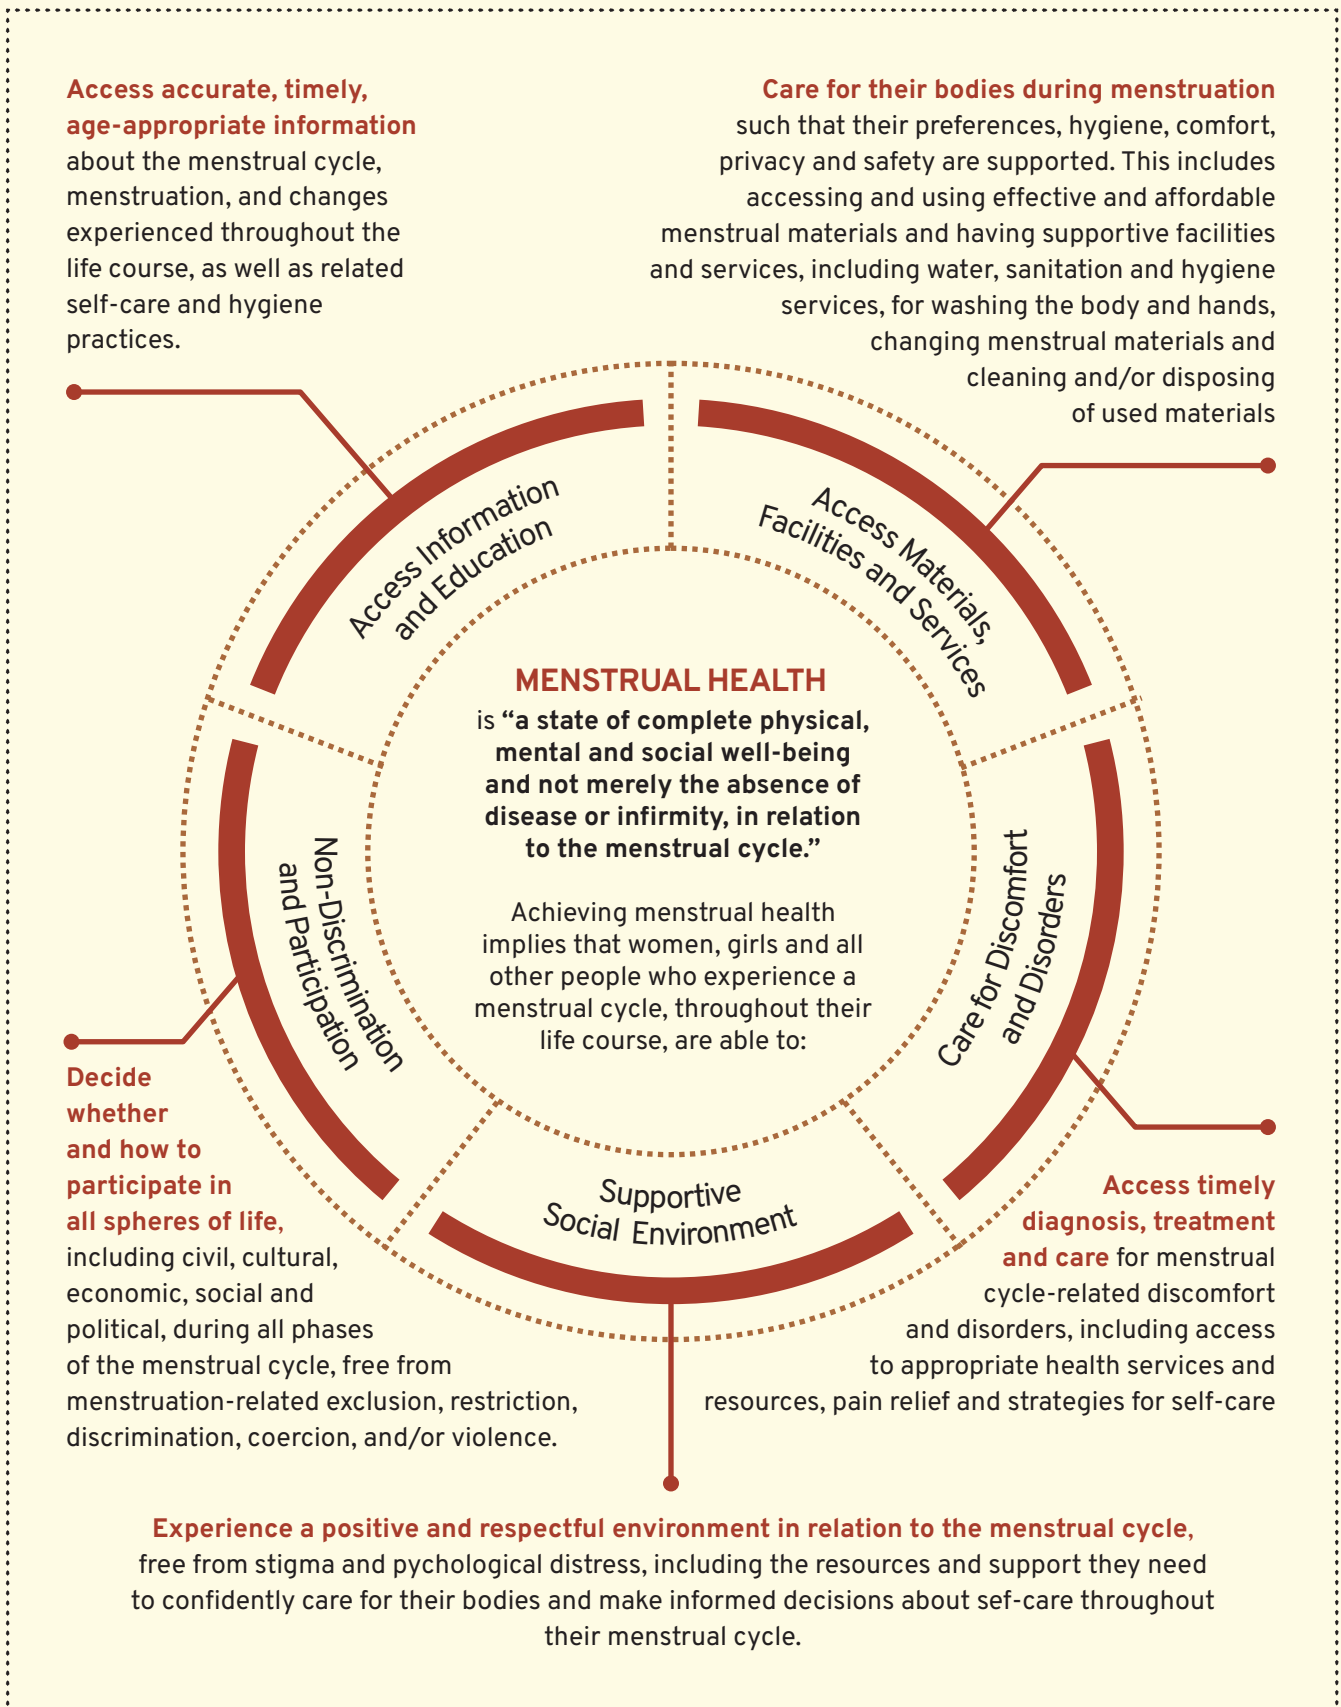 Access accurate, timely,
age-appropriate information
about the menstrual cycle,
menstruation, and changes
experienced throughout the
life course, as well as related
self-care and hygiene
practices.
Care for their bodies during menstruation
such that their preferences, hygiene, comfort,
privacy and safety are supported. This includes
accessing and using effective and affordable
menstrual materials and having supportive facilities
and services, including water, sanitation and hygiene
services, for washing the body and hands,
changing menstrual materials and
cleaning and/or disposing
of used materials
Access Information
and Education
Access Materials,
Facilities and Services
MENSTRUAL HEALTH
is “a state of complete physical,
mental and social well-being
and not merely the absence of
disease or infirmity, in relation
to the menstrual cycle.”
Achieving menstrual health
implies that women, girls and all
other people who experience a
menstrual cycle, throughout their
life course, are able to:
Non-Discrimination
and Participation
Care for Discomfort
and Disorders
Supportive
Social Environment
Decide
whether
and how to
participate in
all spheres of life,
including civil, cultural,
economic, social and
political, during all phases
of the menstrual cycle, free from
menstruation-related exclusion, restriction,
discrimination, coercion, and/or violence.
Access timely
diagnosis, treatment
and care for menstrual
cycle-related discomfort
and disorders, including access
to appropriate health services and
resources, pain relief and strategies for self-care
Experience a positive and respectful environment in relation to the menstrual cycle,
free from stigma and pychological distress, including the resources and support they need
to confidently care for their bodies and make informed decisions about sef-care throughout
their menstrual cycle.